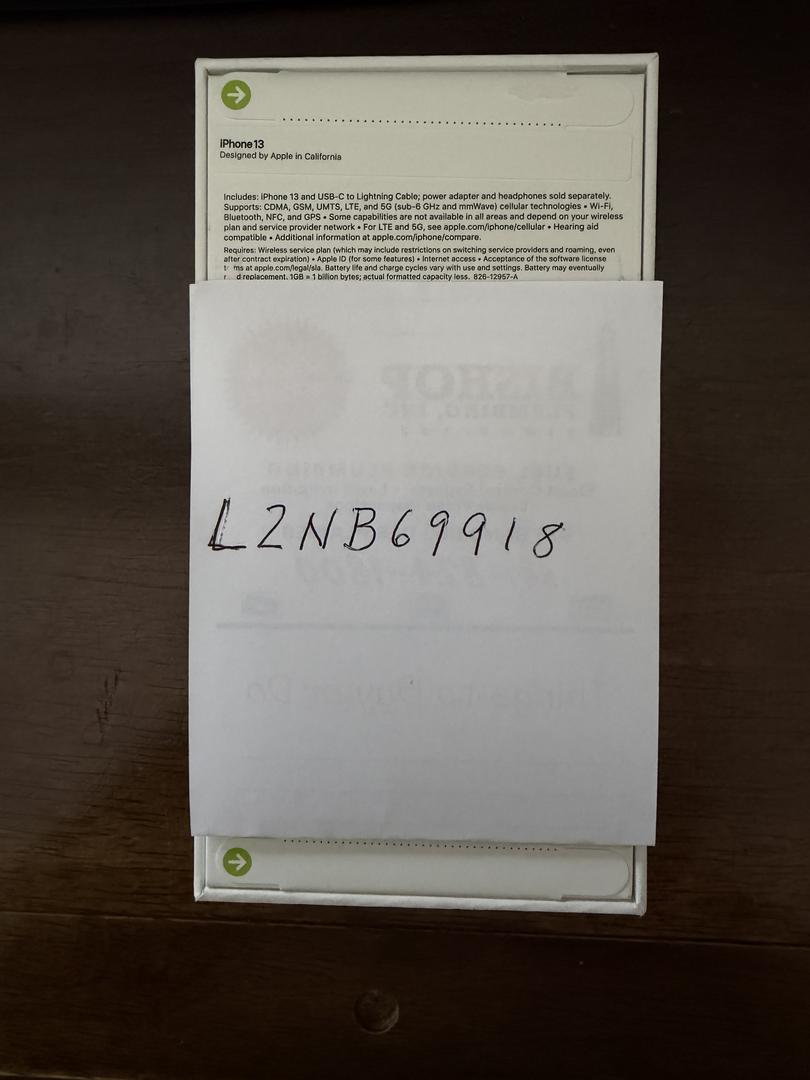 iPhone 13
Designed by Apple in California
Includes: iPhone 13 and USB-C to Lightning Cable; power adapter and headphones sold separately.
Supports: CDMA, GSM, UMTS, LTE, and 5G (sub-6 GHz and mmWave) cellular technologies • Wi-Fi,
Bluetooth, NFC, and GPS • Some capabilities are not available in all areas and depend on your wireless
plan and service provider network • For LTE and 5G, see apple.com/iphone/cellular • Hearing aid
compatible • Additional information at apple.com/iphone/compare.
Requires: Wireless service plan (which may include restrictions on switching service providers and roaming, even
after contract expiration) • Apple ID (for some features) • Internet access • Acceptance of the software license
terms at apple.com/legal/sla. Battery life and charge cycles vary with use and settings. Battery may eventually
replacement. 1GB = 1 billion bytes; actual formatted capacity less. 826-12957-A
BISHOP
PLUMBING, INC
L2NB69918
Things to Do